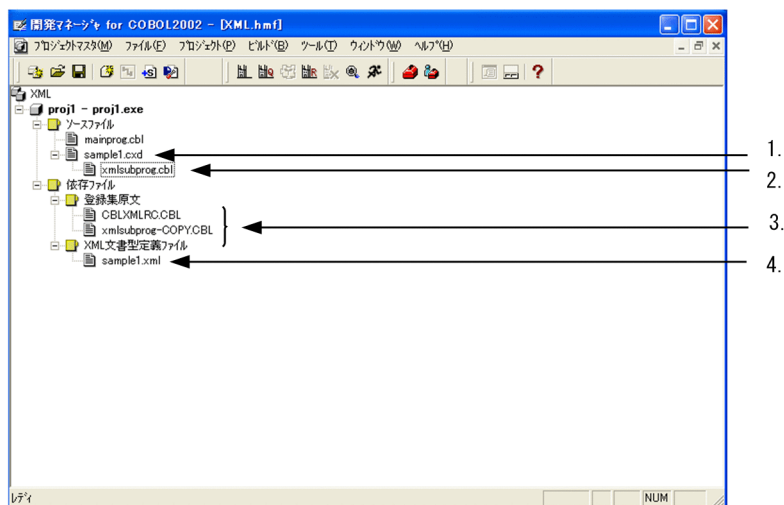 開発マネージャ for COBOL2002 - [XML.hmf]
プロジェクトマスタ(M) ファイル(F) プロジェクト(P) ビルド(B) ツール(T) ウィンドウ(W) ヘルプ(H)
XML
proj1 - proj1.exe
ソースファイル
mainprog.cbl
sample1.cxd
1.
xmlsubprog.cbl
2.
依存ファイル
登録集原文
CBLXMLRC.CBL
3.
xmlsubprog-COPY.CBL
XML文書型定義ファイル
sample1.xml
4.
レディ
NUM